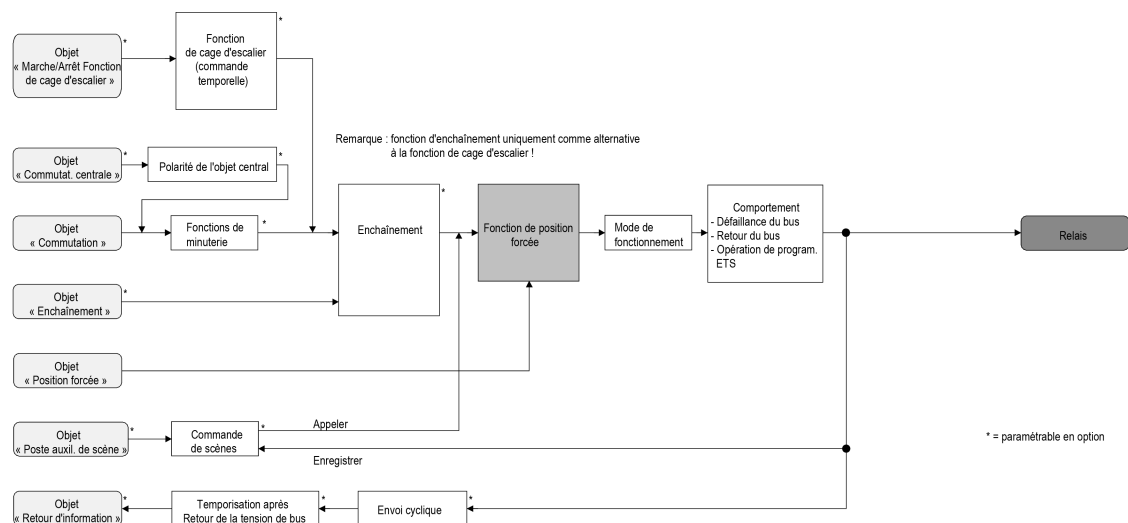 Objet
« Marche/Arrêt Fonction
de cage d'escalier »
*
Fonction
de cage d'escalier
(commande
temporelle)
*
Remarque : fonction d'enchaînement uniquement comme alternative
à la fonction de cage d'escalier !
Objet
« Commutat. centrale »
*
Polarité de l'objet central
*
Objet
« Commutation »
Fonctions de
minuterie
*
Enchaînement
*
Fonction de position
forcée
Mode de
fonctionnement
Comportement
- Défaillance du bus
- Retour du bus
- Opération de program.
ETS
Relais
Objet
« Enchaînement »
*
Objet
« Position forcée »
Objet
« Poste auxil. de scène »
*
Commande
de scènes
*
Appeler
Enregistrer
* = paramétrable en option
Objet
« Retour d'information »
*
Temporisation après
Retour de la tension de bus
*
Envoi cyclique
*